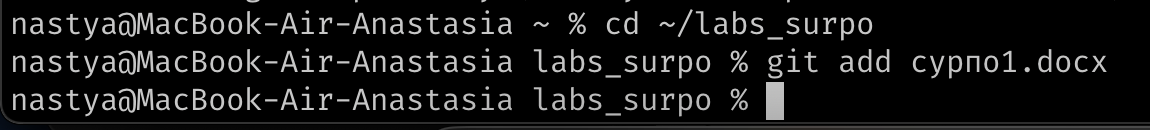 nastya@MacBook-Air-Anastasia ~ % cd ~/labs_surpo
nastya@MacBook-Air-Anastasia labs_surpo % git add сурпо1.docx
nastya@MacBook-Air-Anastasia labs_surpo %